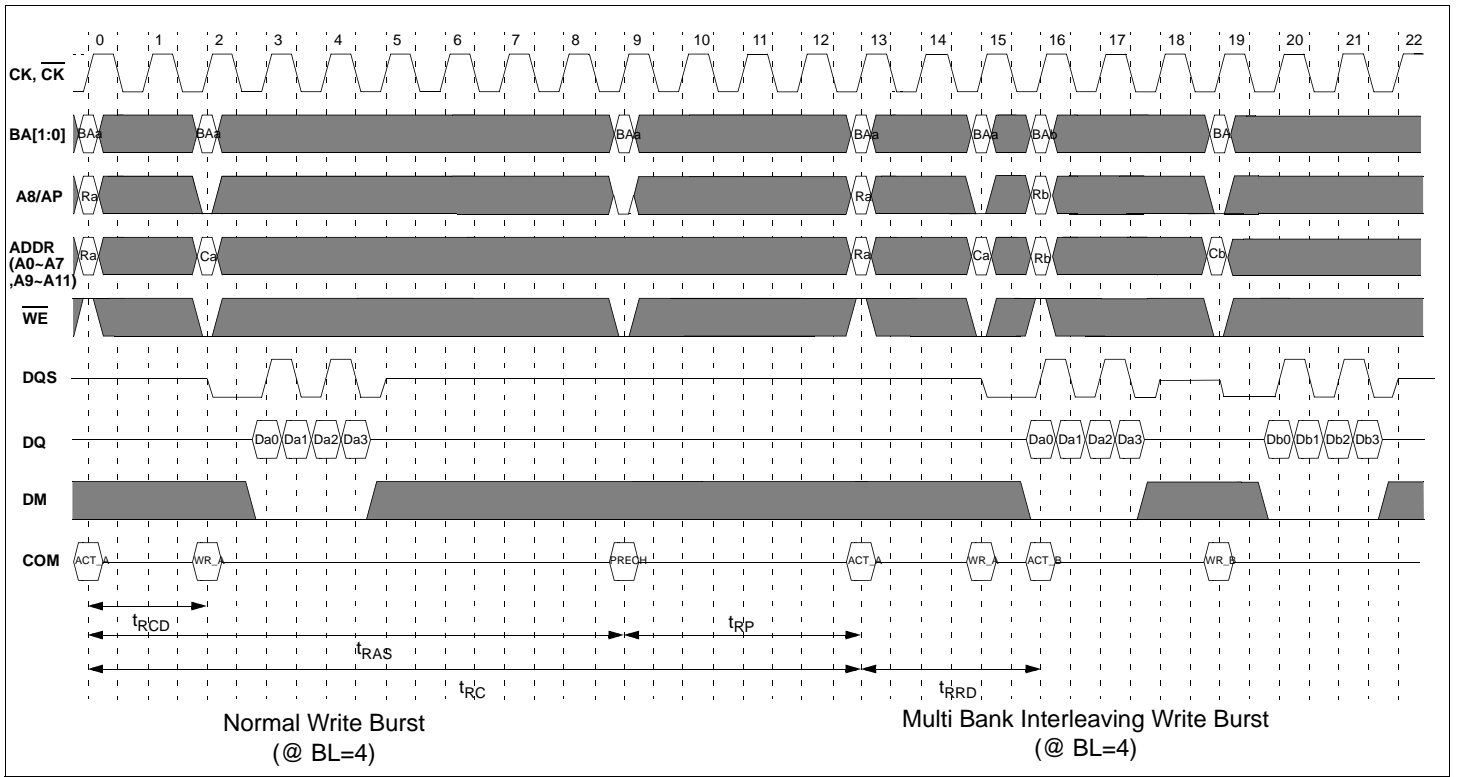 0 1 2 3 4 5 6 7 8 9 10 11 12 13 14 15 16 17 18 19 20 21 22
CK, CK
BA[1:0] BAa BAa BAa BAa BAa BAb BA
A8/AP Ra Ra Rb
ADDR
(A0~A7
,A9~A11)
Ra Ca Ra Ca Rb Cb
WE
DQS
DQ Da0 Da1 Da2 Da3 Da0 Da1 Da2 Da3 Db0 Db1 Db2 Db3
DM
COM ACT_A WR_A PRECH ACT_A WR_A ACT_B WR_B
tRCD tRP
tRAS
tRC tRRD
Normal Write Burst
(@ BL=4)
Multi Bank Interleaving Write Burst
(@ BL=4)